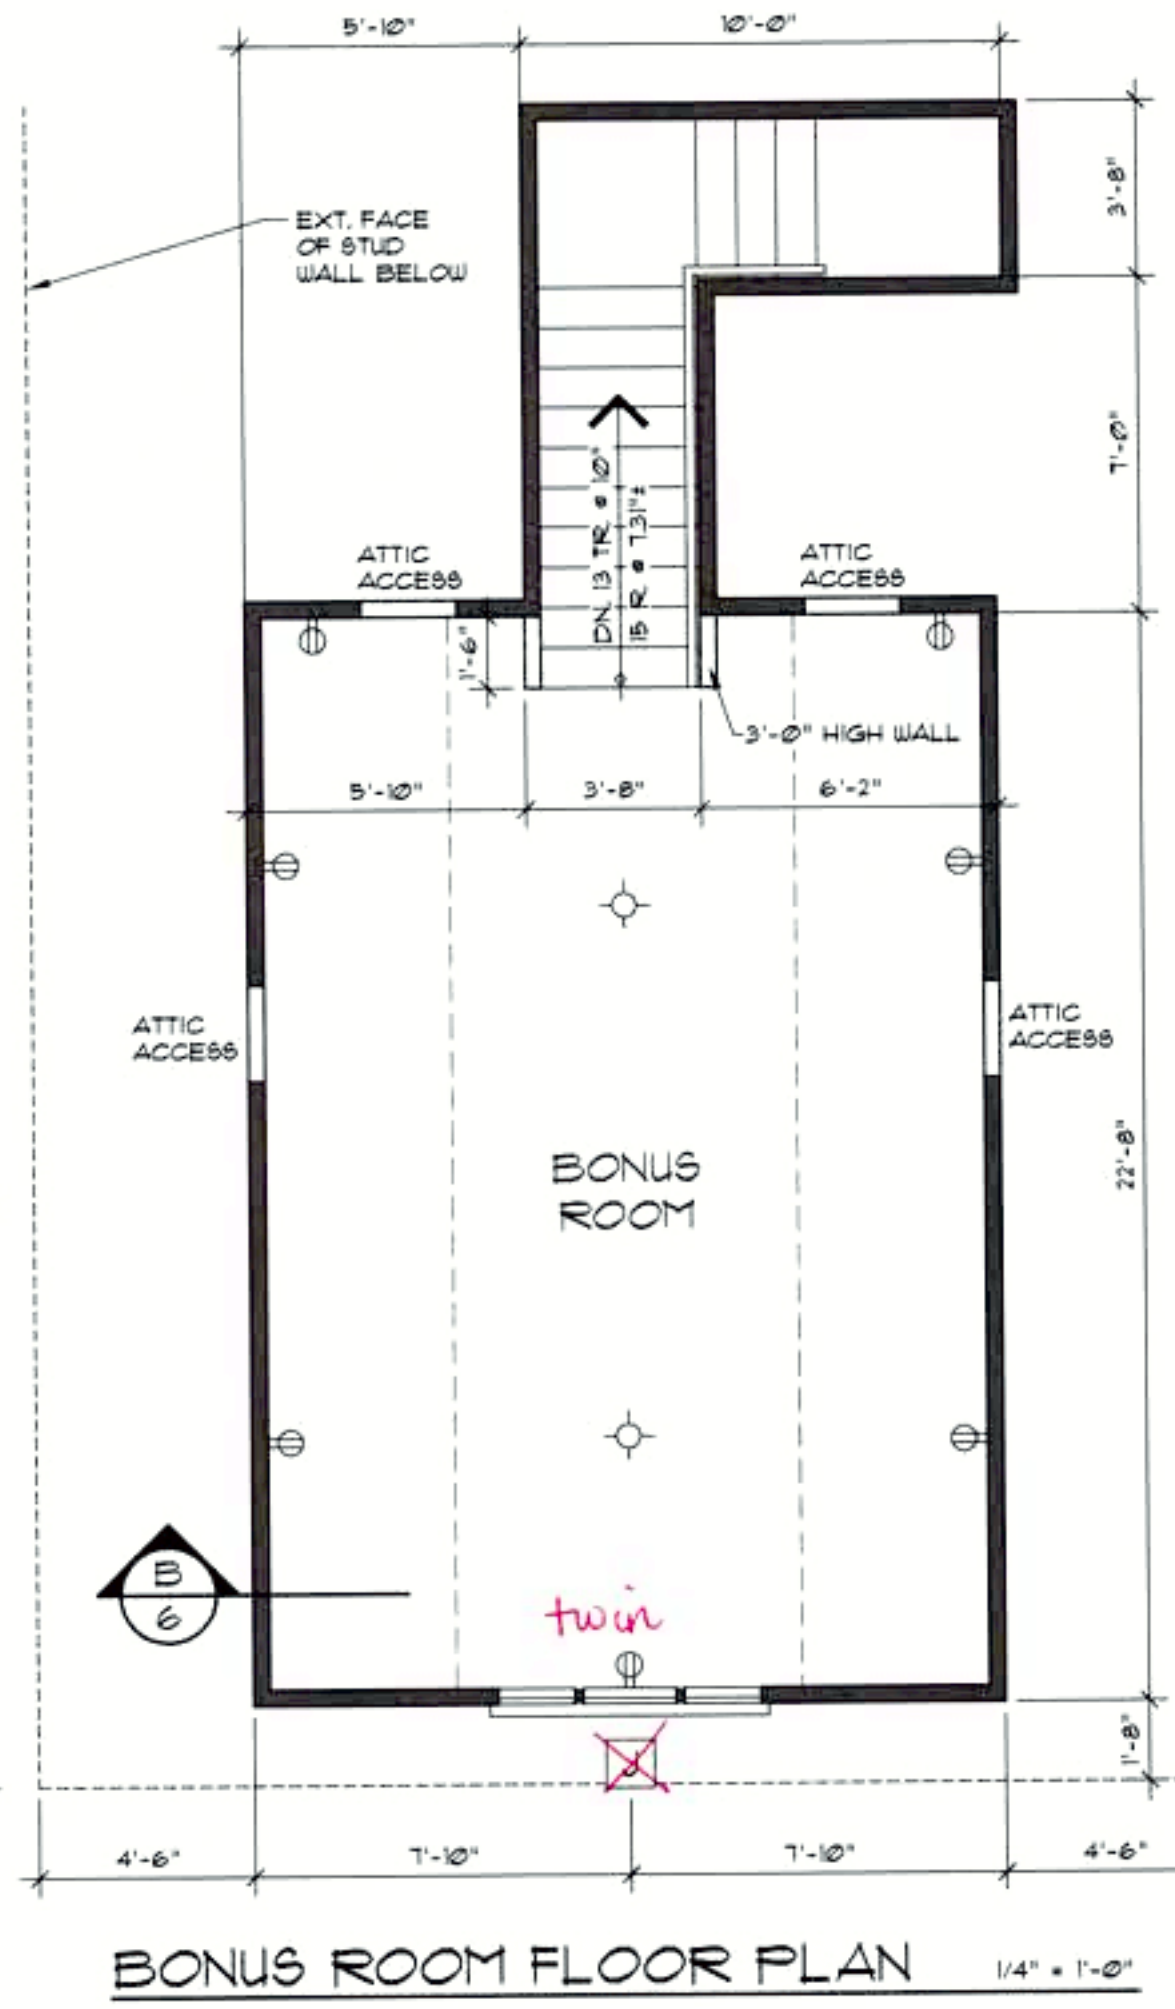 5'-10"
10'-0"
3'-8"
EXT. FACE
OF STUD
WALL BELOW
7'-0"
ATTIC
ACCESS
ATTIC
ACCESS
DN. 13 TR @ 10"
15 R @ 7.31"±
1'-6"
3'-0" HIGH WALL
5'-10"
3'-8"
6'-2"
ATTIC
ACCESS
ATTIC
ACCESS
22'-8"
BONUS
ROOM
B
6
twin
J
1'-8"
4'-6"
7'-10"
7'-10"
4'-6"
BONUS ROOM FLOOR PLAN
1/4" = 1'-0"